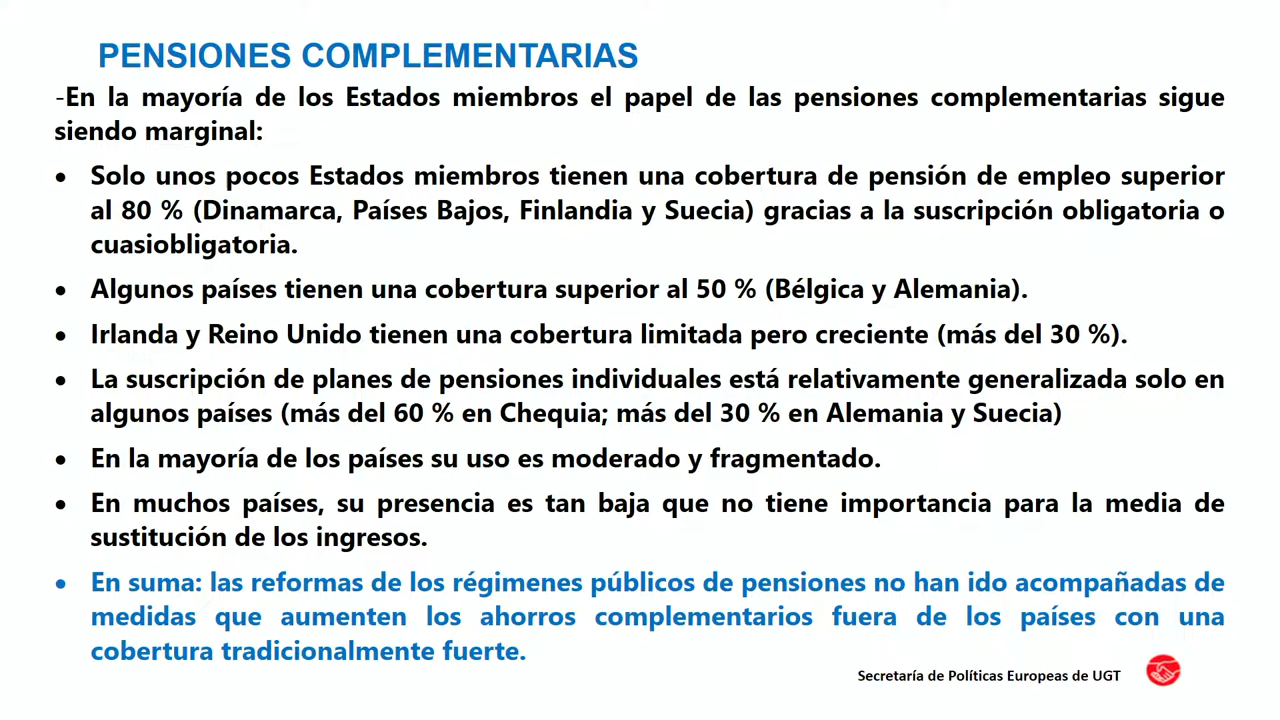 PENSIONES COMPLEMENTARIAS
-En la mayoría de los Estados miembros el papel de las pensiones complementarias sigue
siendo marginal:
• Solo unos pocos Estados miembros tienen una cobertura de pensión de empleo superior
al 80 % (Dinamarca, Países Bajos, Finlandia y Suecia) gracias a la suscripción obligatoria o
cuasiobligatoria.
• Algunos países tienen una cobertura superior al 50 % (Bélgica y Alemania).
• Irlanda y Reino Unido tienen una cobertura limitada pero creciente (más del 30 %).
• La suscripción de planes de pensiones individuales está relativamente generalizada solo en
algunos países (más del 60 % en Chequia; más del 30 % en Alemania y Suecia)
• En la mayoría de los países su uso es moderado y fragmentado.
• En muchos países, su presencia es tan baja que no tiene importancia para la media de
sustitución de los ingresos.
• En suma: las reformas de los régimenes públicos de pensiones no han ido acompañadas de
medidas que aumenten los ahorros complementarios fuera de los países con una
cobertura tradicionalmente fuerte.
Secretaría de Políticas Europeas de UGT